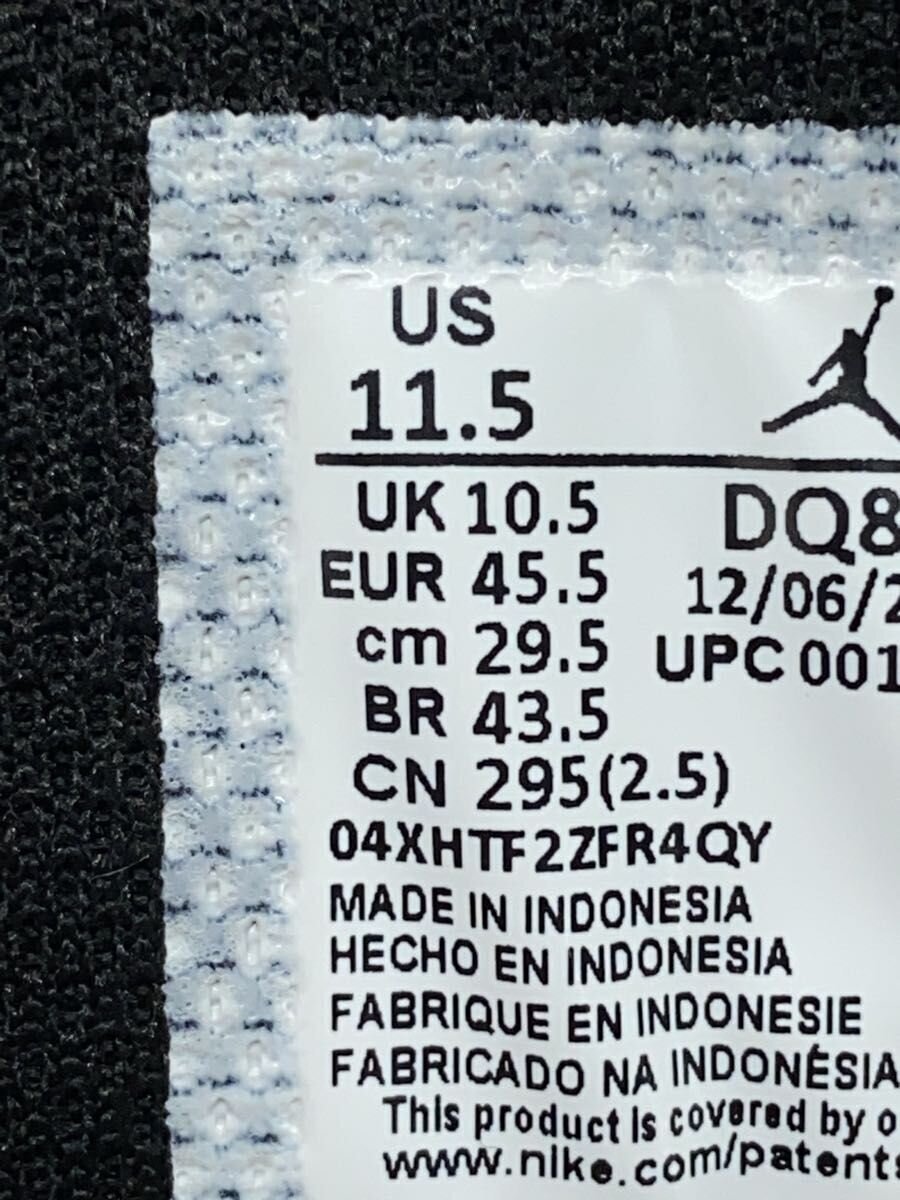 US
11.5
UK 10.5
EUR 45.5
cm 29.5
BR 43.5
CN 295(2.5)
DQ8
12/06/2
UPC 001
04XHTF2ZFR4QY
MADE IN INDONESIA
HECHO EN INDONESIA
FABRIQUE EN INDONESIE
FABRICADO NA INDONÉSIA
This product is covered by o
www.nike.com/patents